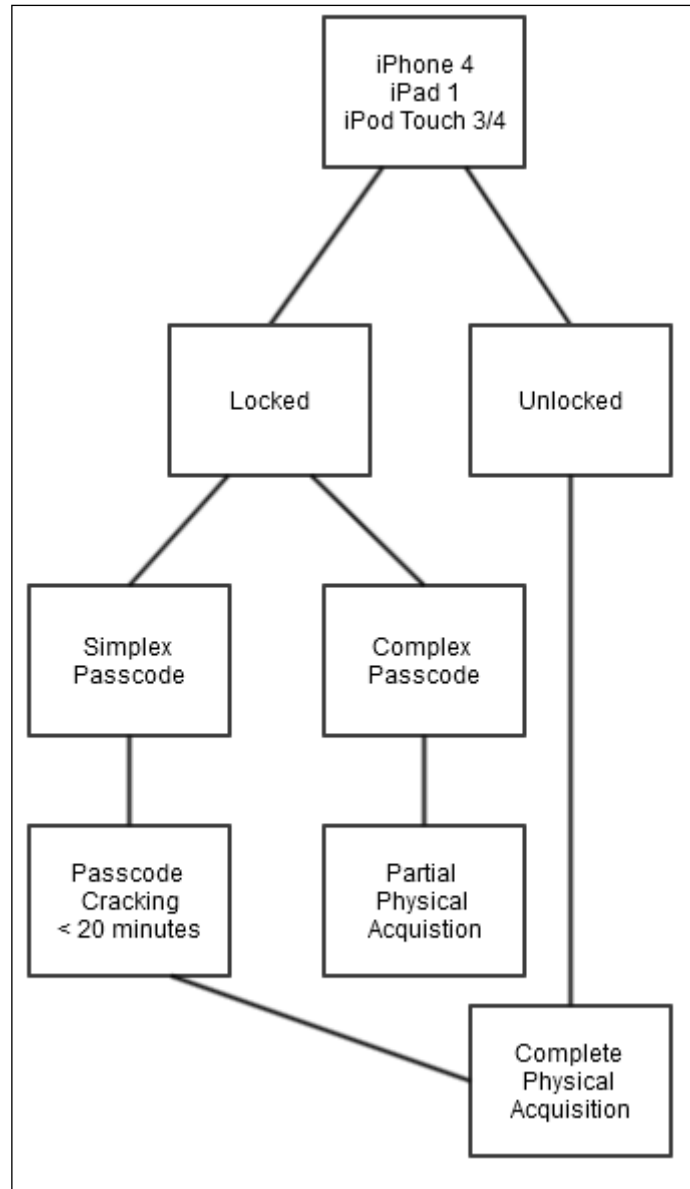 iPhone 4
iPad 1
iPod Touch 3/4
Locked
Unlocked
Simplex
Passcode
Complex
Passcode
Passcode
Cracking
< 20 minutes
Partial
Physical
Acquistion
Complete
Physical
Acquisition